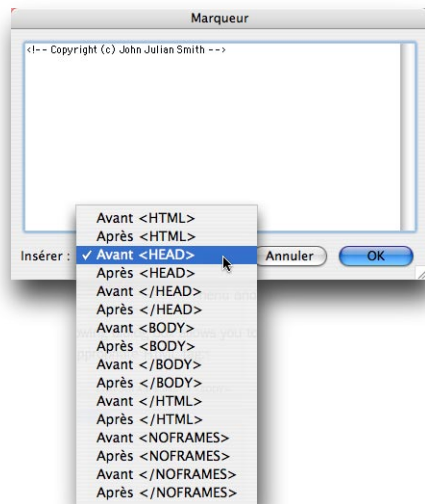 Marqueur
<!-- Copyright (c) John Julian Smith -->
Avant <HTML>
Après <HTML>
Insérer : ✓ Avant <HEAD> Annuler OK
Après <HEAD>
Avant </HEAD>
Après </HEAD>
Avant <BODY>
Après <BODY>
Avant </BODY>
Après </BODY>
Avant </HTML>
Après </HTML>
Avant <NOFRAMES>
Après <NOFRAMES>
Avant </NOFRAMES>
Après </NOFRAMES>